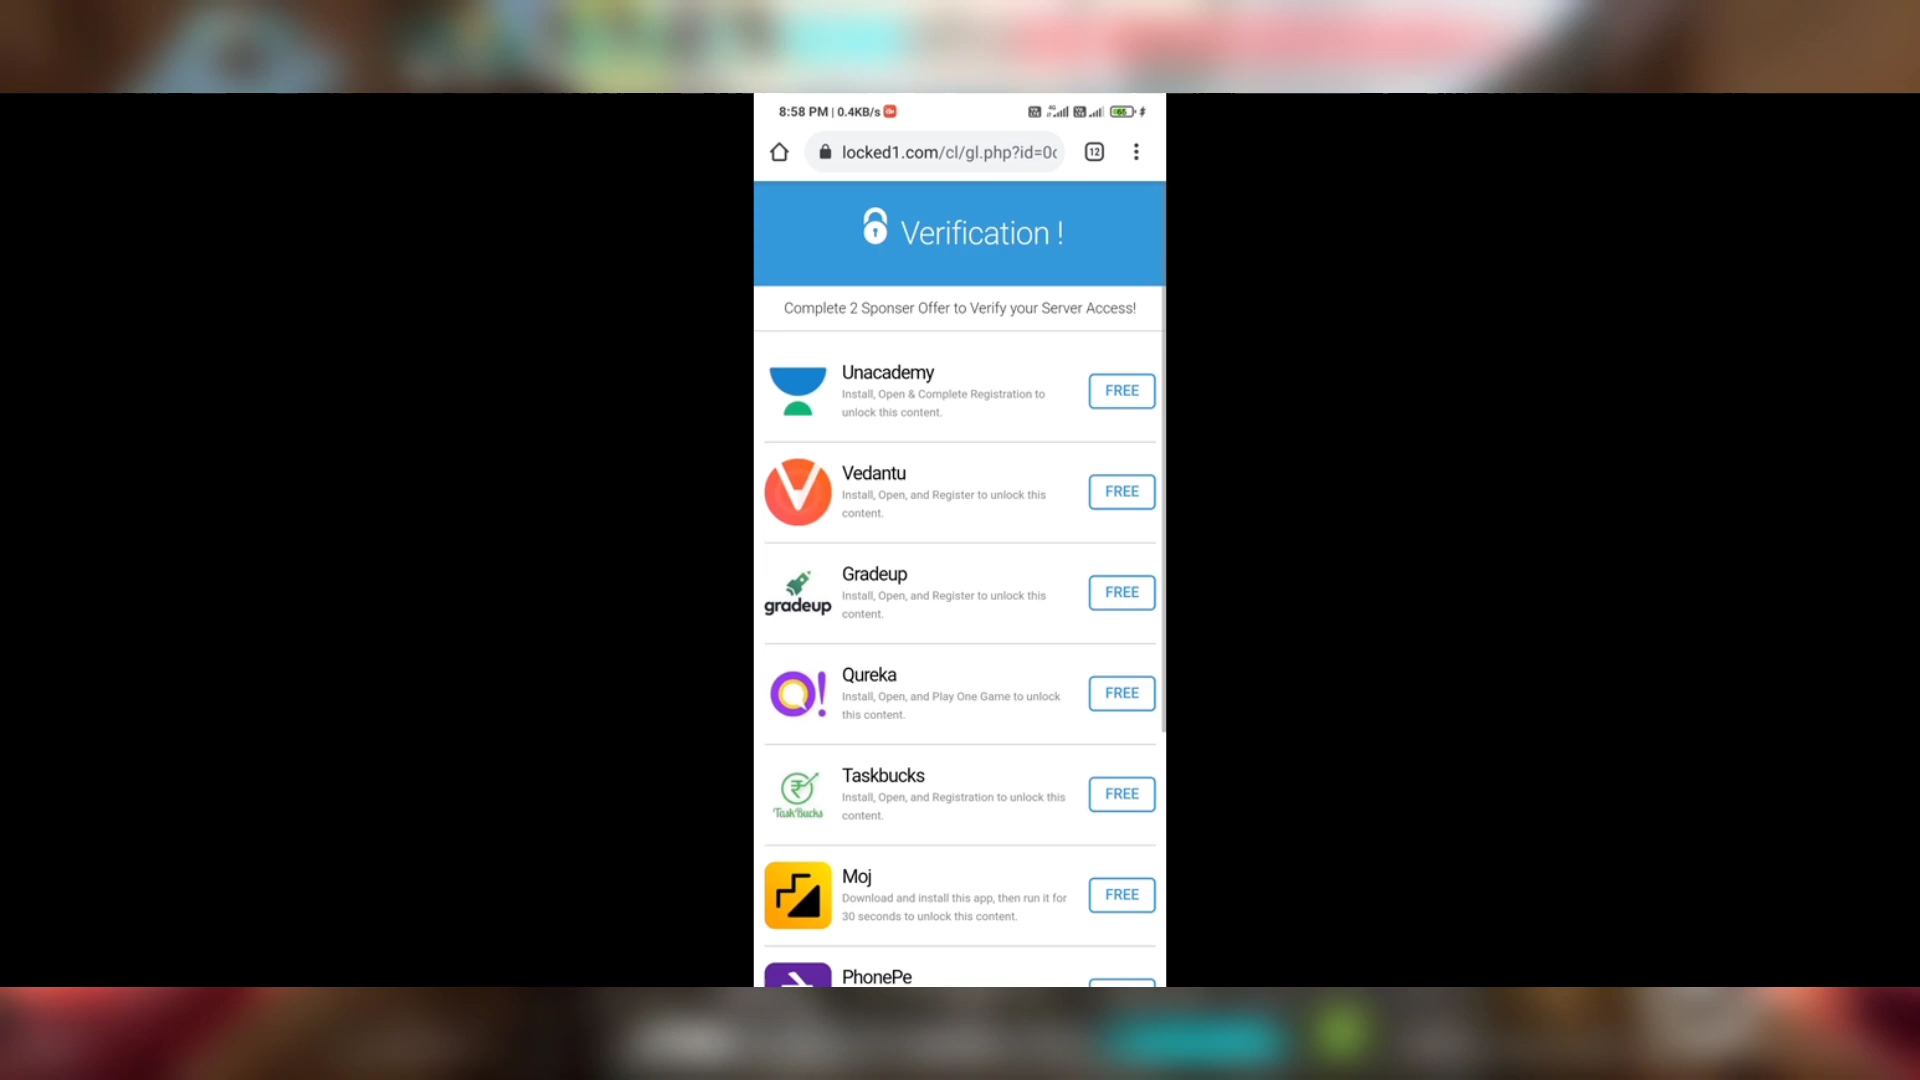 8:58 PM | 0.4KB/s
locked1.com/cl/gl.php?id=0
12
Verification !
Complete 2 Sponser Offer to Verify your Server Access!
Unacademy
Install, Open & Complete Registration to
unlock this content.
FREE
Vedantu
Install, Open, and Register to unlock this
content.
FREE
gradeup
Gradeup
Install, Open, and Register to unlock this
content.
FREE
Qureka
Install, Open, and Play One Game to unlock
this content.
FREE
TaskBucks
Taskbucks
Install, Open, and Registration to unlock this
content.
FREE
Moj
Download and install this app, then run it for
30 seconds to unlock this content.
FREE
PhonePe